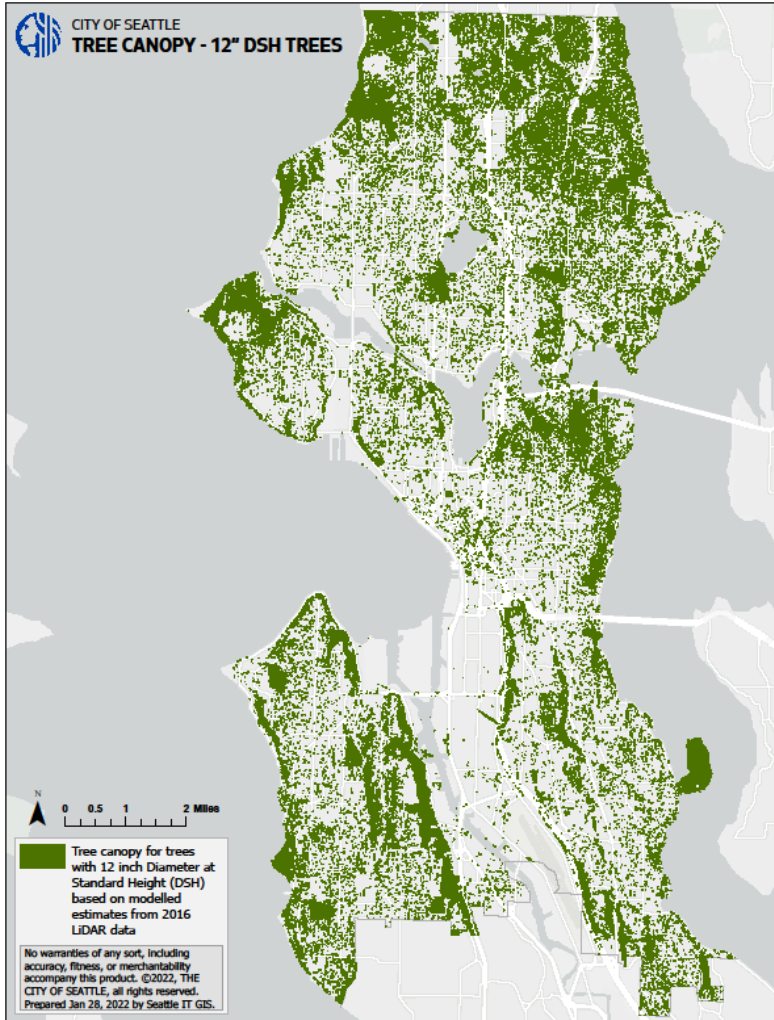 CITY OF SEATTLE
TREE CANOPY - 12" DSH TREES
N
0 0.5 1 2 Miles
Tree canopy for trees
with 12 inch Diameter at
Standard Height (DSH)
based on modelled
estimates from 2016
LiDAR data
No warranties of any sort, including
accuracy, fitness, or merchantability
accompany this product. ©2022, THE
CITY OF SEATTLE, all rights reserved.
Prepared Jan 28, 2022 by Seattle IT GIS.